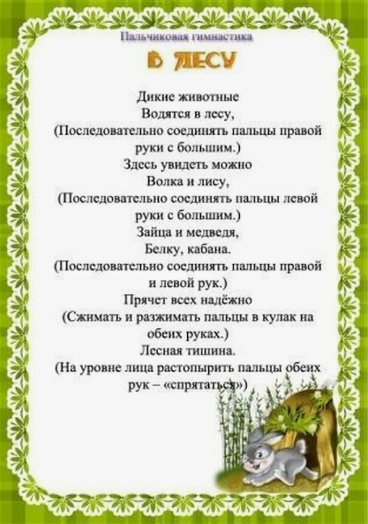 Пальчиковая гимнастика
В ЛЕСУ
Дикие животные
Водятся в лесу,
(Последовательно соединять пальцы правой
руки с большим.)
Здесь увидеть можно
Волка и лису,
(Последовательно соединять пальцы левой
руки с большим.)
Зайца и медведя,
Белку, кабана.
(Последовательно соединять пальцы правой
и левой рук.)
Прячет всех надёжно
(Сжимать и разжимать пальцы в кулак на
обеих руках.)
Лесная тишина.
(На уровне лица растопырить пальцы обеих
рук – «спрятаться»)